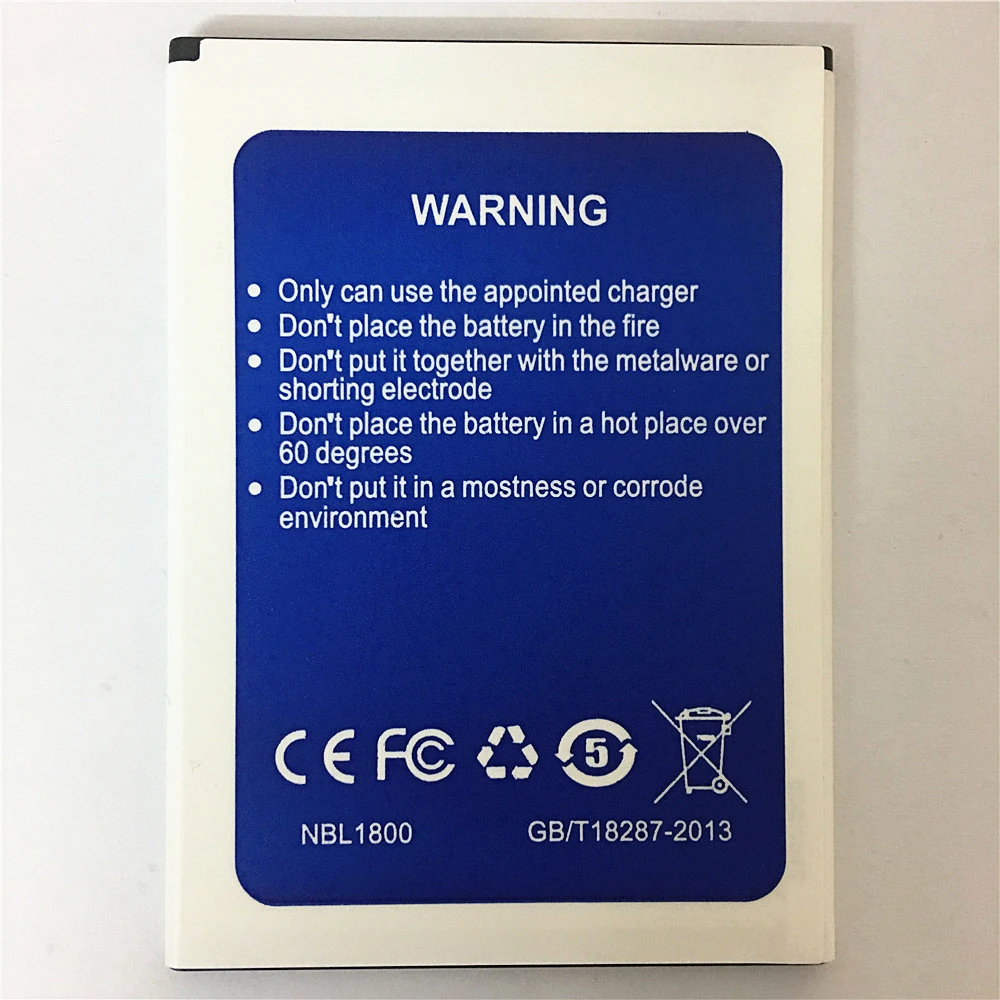 WARNING
• Only can use the appointed charger
• Don't place the battery in the fire
• Don't put it together with the metalware or
shorting electrode
• Don't place the battery in a hot place over
60 degrees
• Don't put it in a mostness or corrode
environment
CE FC 5
NBL1800 GB/T18287-2013